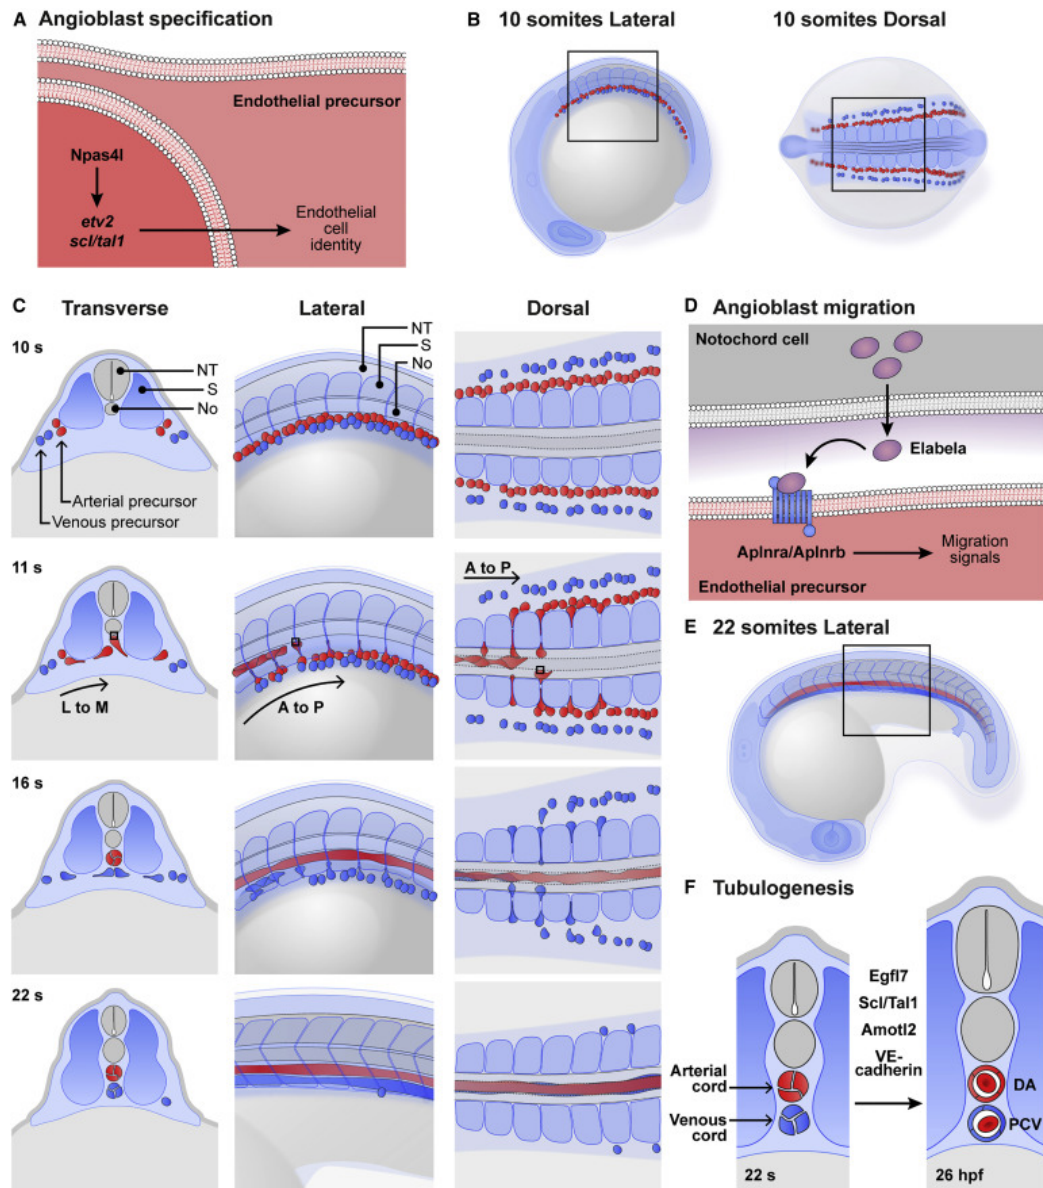 A Angioblast specification
Endothelial precursor
Npas4l
etv2
scl/tal1
Endothelial
cell
identity
B 10 somites Lateral
10 somites Dorsal
C Transverse
Lateral
Dorsal
10 s
NT
S
No
Arterial precursor
Venous precursor
NT
S
No
11 s
L to M
A to P
A to P
16 s
22 s
D Angioblast migration
Notochord cell
Elabela
Aplnra/Aplnrb
Migration
signals
Endothelial precursor
E 22 somites Lateral
F Tubulogenesis
Egfl7
Scl/Tal1
Amotl2
VE-
cadherin
Arterial
cord
Venous
cord
DA
PCV
22 s
26 hpf